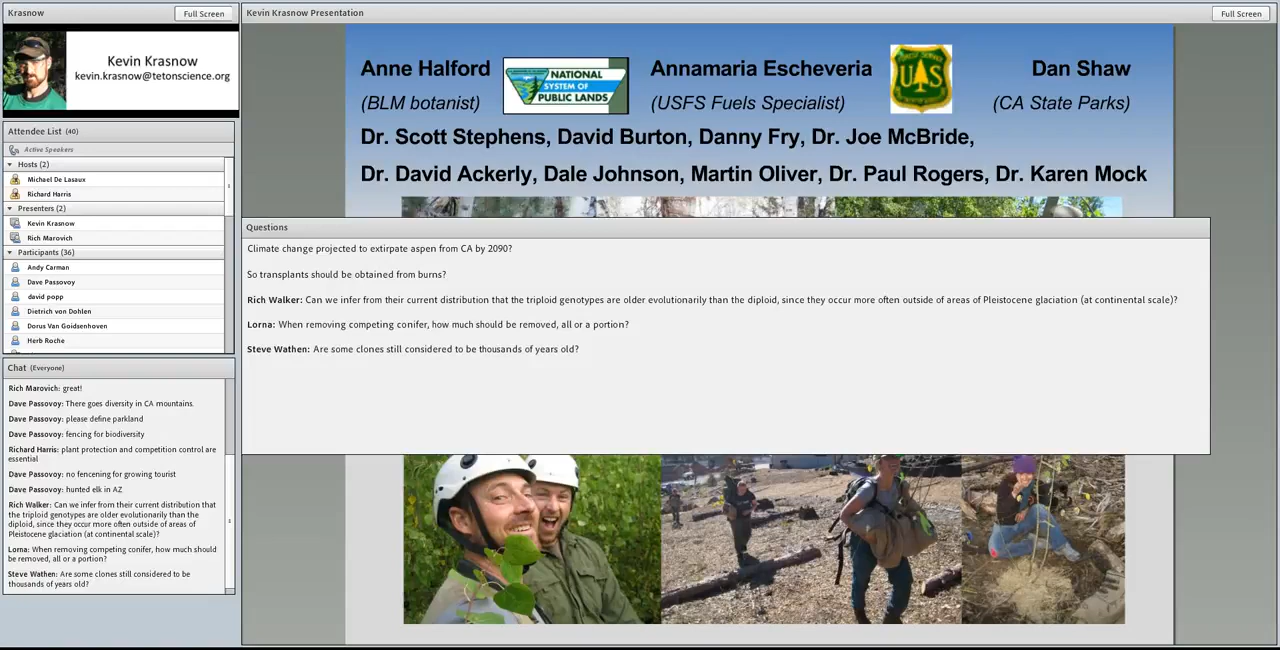 Krasnow
Full Screen
Kevin Krasnow
kevin.krasnow@tetonscience.org
Attendee List (40)
Active Speakers
Hosts (2)
Michael De Lasaux
Richard Harris
Presenters (2)
Kevin Krasnow
Rich Marovich
Participants (36)
Andy Carman
Dave Passovoy
david popp
Dietrich von Dohlen
Dorus Van Goidsenhoven
Herb Roche
Chat (Everyone)
Rich Marovich: great!
Dave Passovoy: There goes diversity in CA mountains.
Dave Passovoy: please define parkland
Dave Passovoy: fencing for biodiversity
Richard Harris: plant protection and competition control are
essential
Dave Passovoy: no fencening for growing tourist
Dave Passovoy: hunted elk in AZ
Rich Walker: Can we infer from their current distribution that
the triploid genotypes are older evolutionarily than the
diploid, since they occur more often outside of areas of
Pleistocene glaciation (at continental scale)?
Lorna: When removing competing conifer, how much should
be removed, all or a portion?
Steve Wathen: Are some clones still considered to be
thousands of years old?
Kevin Krasnow Presentation
Full Screen
Anne Halford
(BLM botanist)
NATIONAL
SYSTEM OF
PUBLIC LANDS
Annamaria Escheveria
(USFS Fuels Specialist)
U S
Dan Shaw
(CA State Parks)
Dr. Scott Stephens, David Burton, Danny Fry, Dr. Joe McBride,
Dr. David Ackerly, Dale Johnson, Martin Oliver, Dr. Paul Rogers, Dr. Karen Mock
Questions
Climate change projected to extirpate aspen from CA by 2090?
So transplants should be obtained from burns?
Rich Walker: Can we infer from their current distribution that the triploid genotypes are older evolutionarily than the diploid, since they occur more often outside of areas of Pleistocene glaciation (at continental scale)?
Lorna: When removing competing conifer, how much should be removed, all or a portion?
Steve Wathen: Are some clones still considered to be thousands of years old?